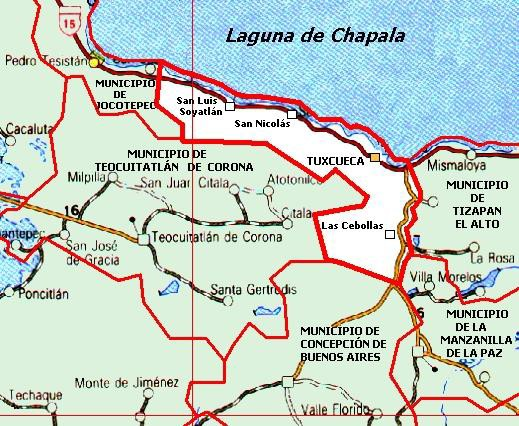 15
Laguna de Chapala
Pedro Tesistán
MUNICIPIO
DE
JOCOTEPEC
San Luis
Soyatlán
San Nicolás
Cacaluta
MUNICIPIO DE
TEOCUITATLÁN DE CORONA
TUXCUECA
Mismaloya
Milpilla
San Juan Citala
Atotonilco
MUNICIPIO
DE
TIZAPAN
EL ALTO
16
Citala
Las Cebollas
Teocuitatlán de Corona
San José
de Gracia
La Rosa
Villa Morelos
Poncitlán
Santa Gertrudis
MUNICIPIO DE
CONCEPCIÓN DE
BUENOS AIRES
MUNICIPIO
DE LA
MANZANILLA
DE LA PAZ
Techaque
Monte de Jiménez
Valle Florido